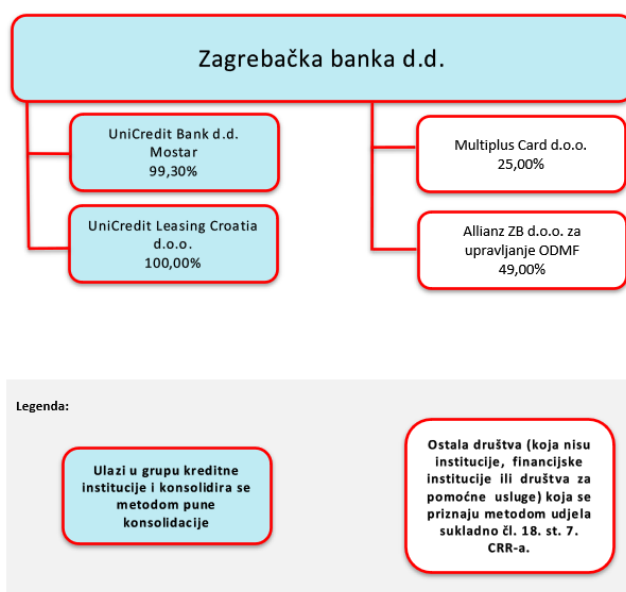 Zagrebačka banka d.d.
UniCredit Bank d.d.
Mostar
99,30%
UniCredit Leasing Croatia
d.o.o.
100,00%
Multiplus Card d.o.o.
25,00%
Allianz ZB d.o.o. za
upravljanje ODMF
49,00%
Legenda:
Ulazi u grupu kreditne
institucije i konsolidira se
metodom pune
konsolidacije
Ostala društva (koja nisu
institucije, financijske
institucije ili društva za
pomoćne usluge) koja se
priznaju metodom udjela
sukladno čl. 18. st. 7.
CRR-a.